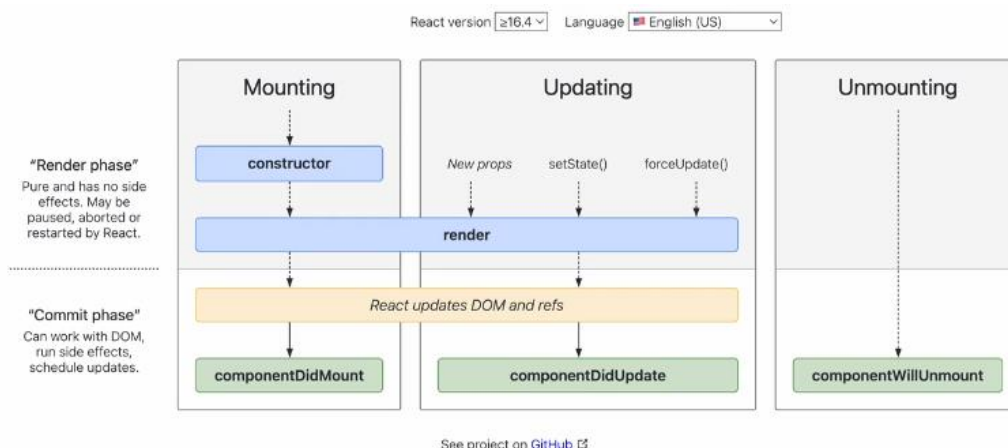 React version ≥16.4 Language English (US)
Mounting
Updating
Unmounting
“Render phase”
Pure and has no side
effects. May be
paused, aborted or
restarted by React.
constructor
New props
setState()
forceUpdate()
render
“Commit phase”
Can work with DOM,
run side effects,
schedule updates.
React updates DOM and refs
componentDidMount
componentDidUpdate
componentWillUnmount
See project on GitHub